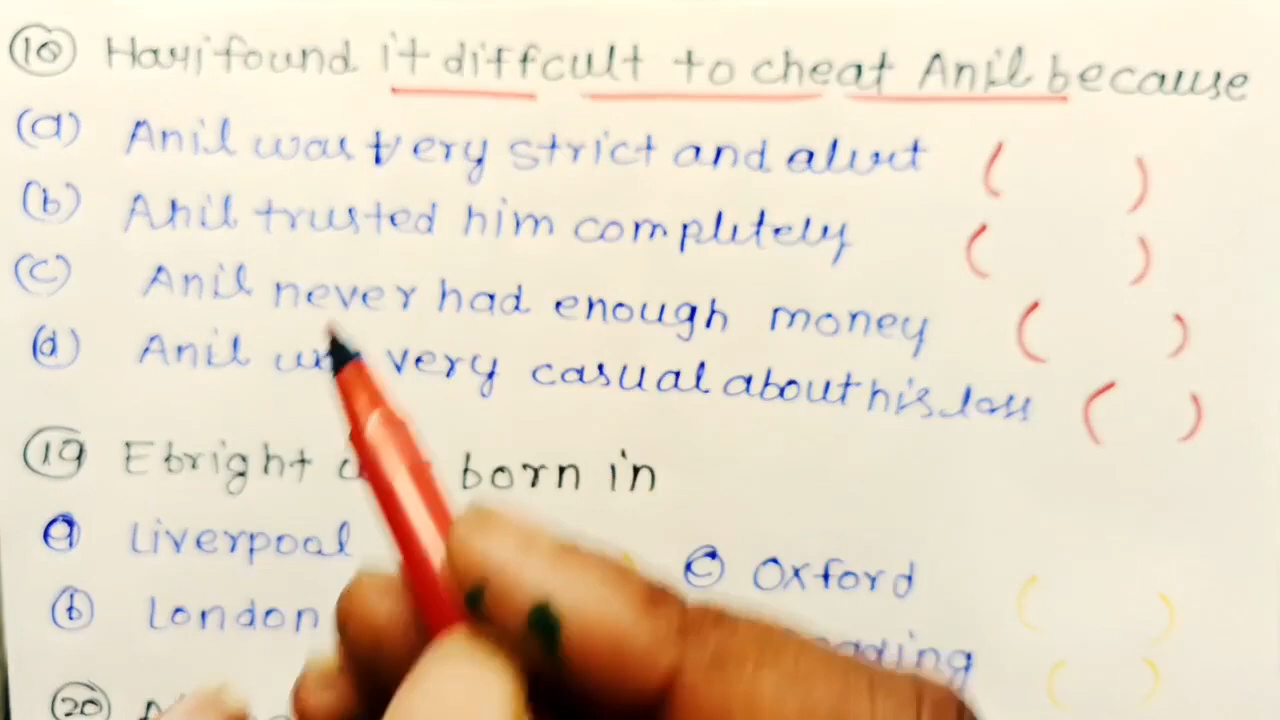 (18) Hari found it diffcult to cheat Anil because
(a) Anil was very strict and alert ( )
(b) Anil trusted him completely ( )
(c) Anil never had enough money ( )
(d) Anil very casual about his loss ( )
(19) Ebright born in
(a) Liverpool
(c) Oxford ( )
(b) London
( )
(20)